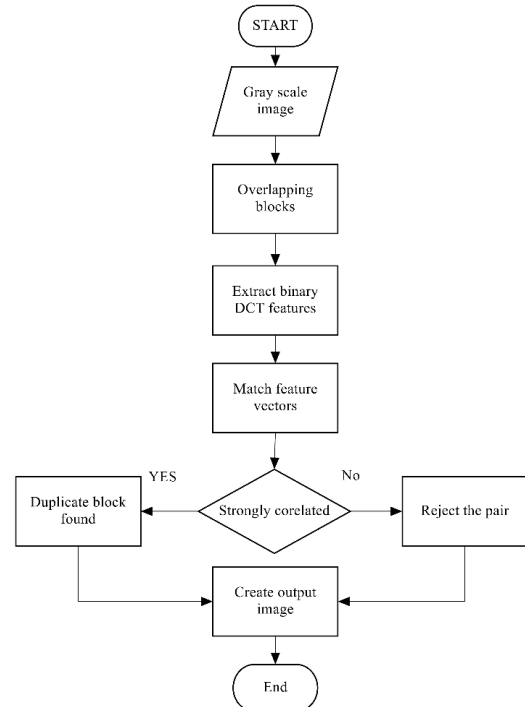 START
Gray scale
image
Overlapping
blocks
Extract binary
DCT features
Match feature
vectors
YES
No
Duplicate block
found
Strongly corelated
Reject the pair
Create output
image
End